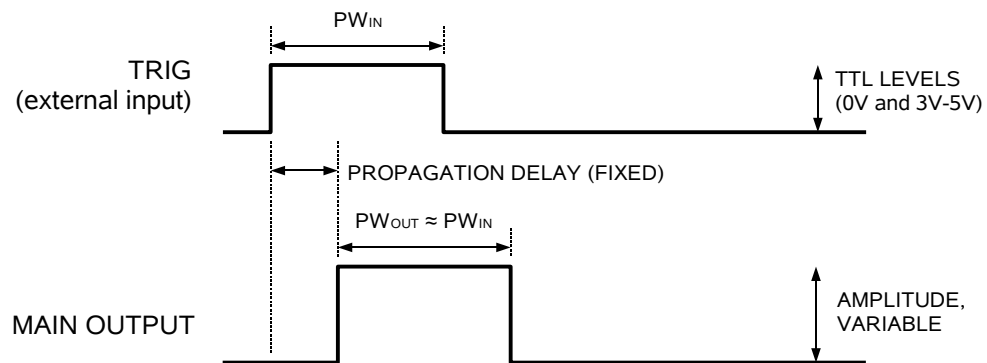 PWIN
TRIG
(external input)
TTL LEVELS
(0V and 3V-5V)
PROPAGATION DELAY (FIXED)
PWOUT ≈ PWIN
MAIN OUTPUT
AMPLITUDE,
VARIABLE